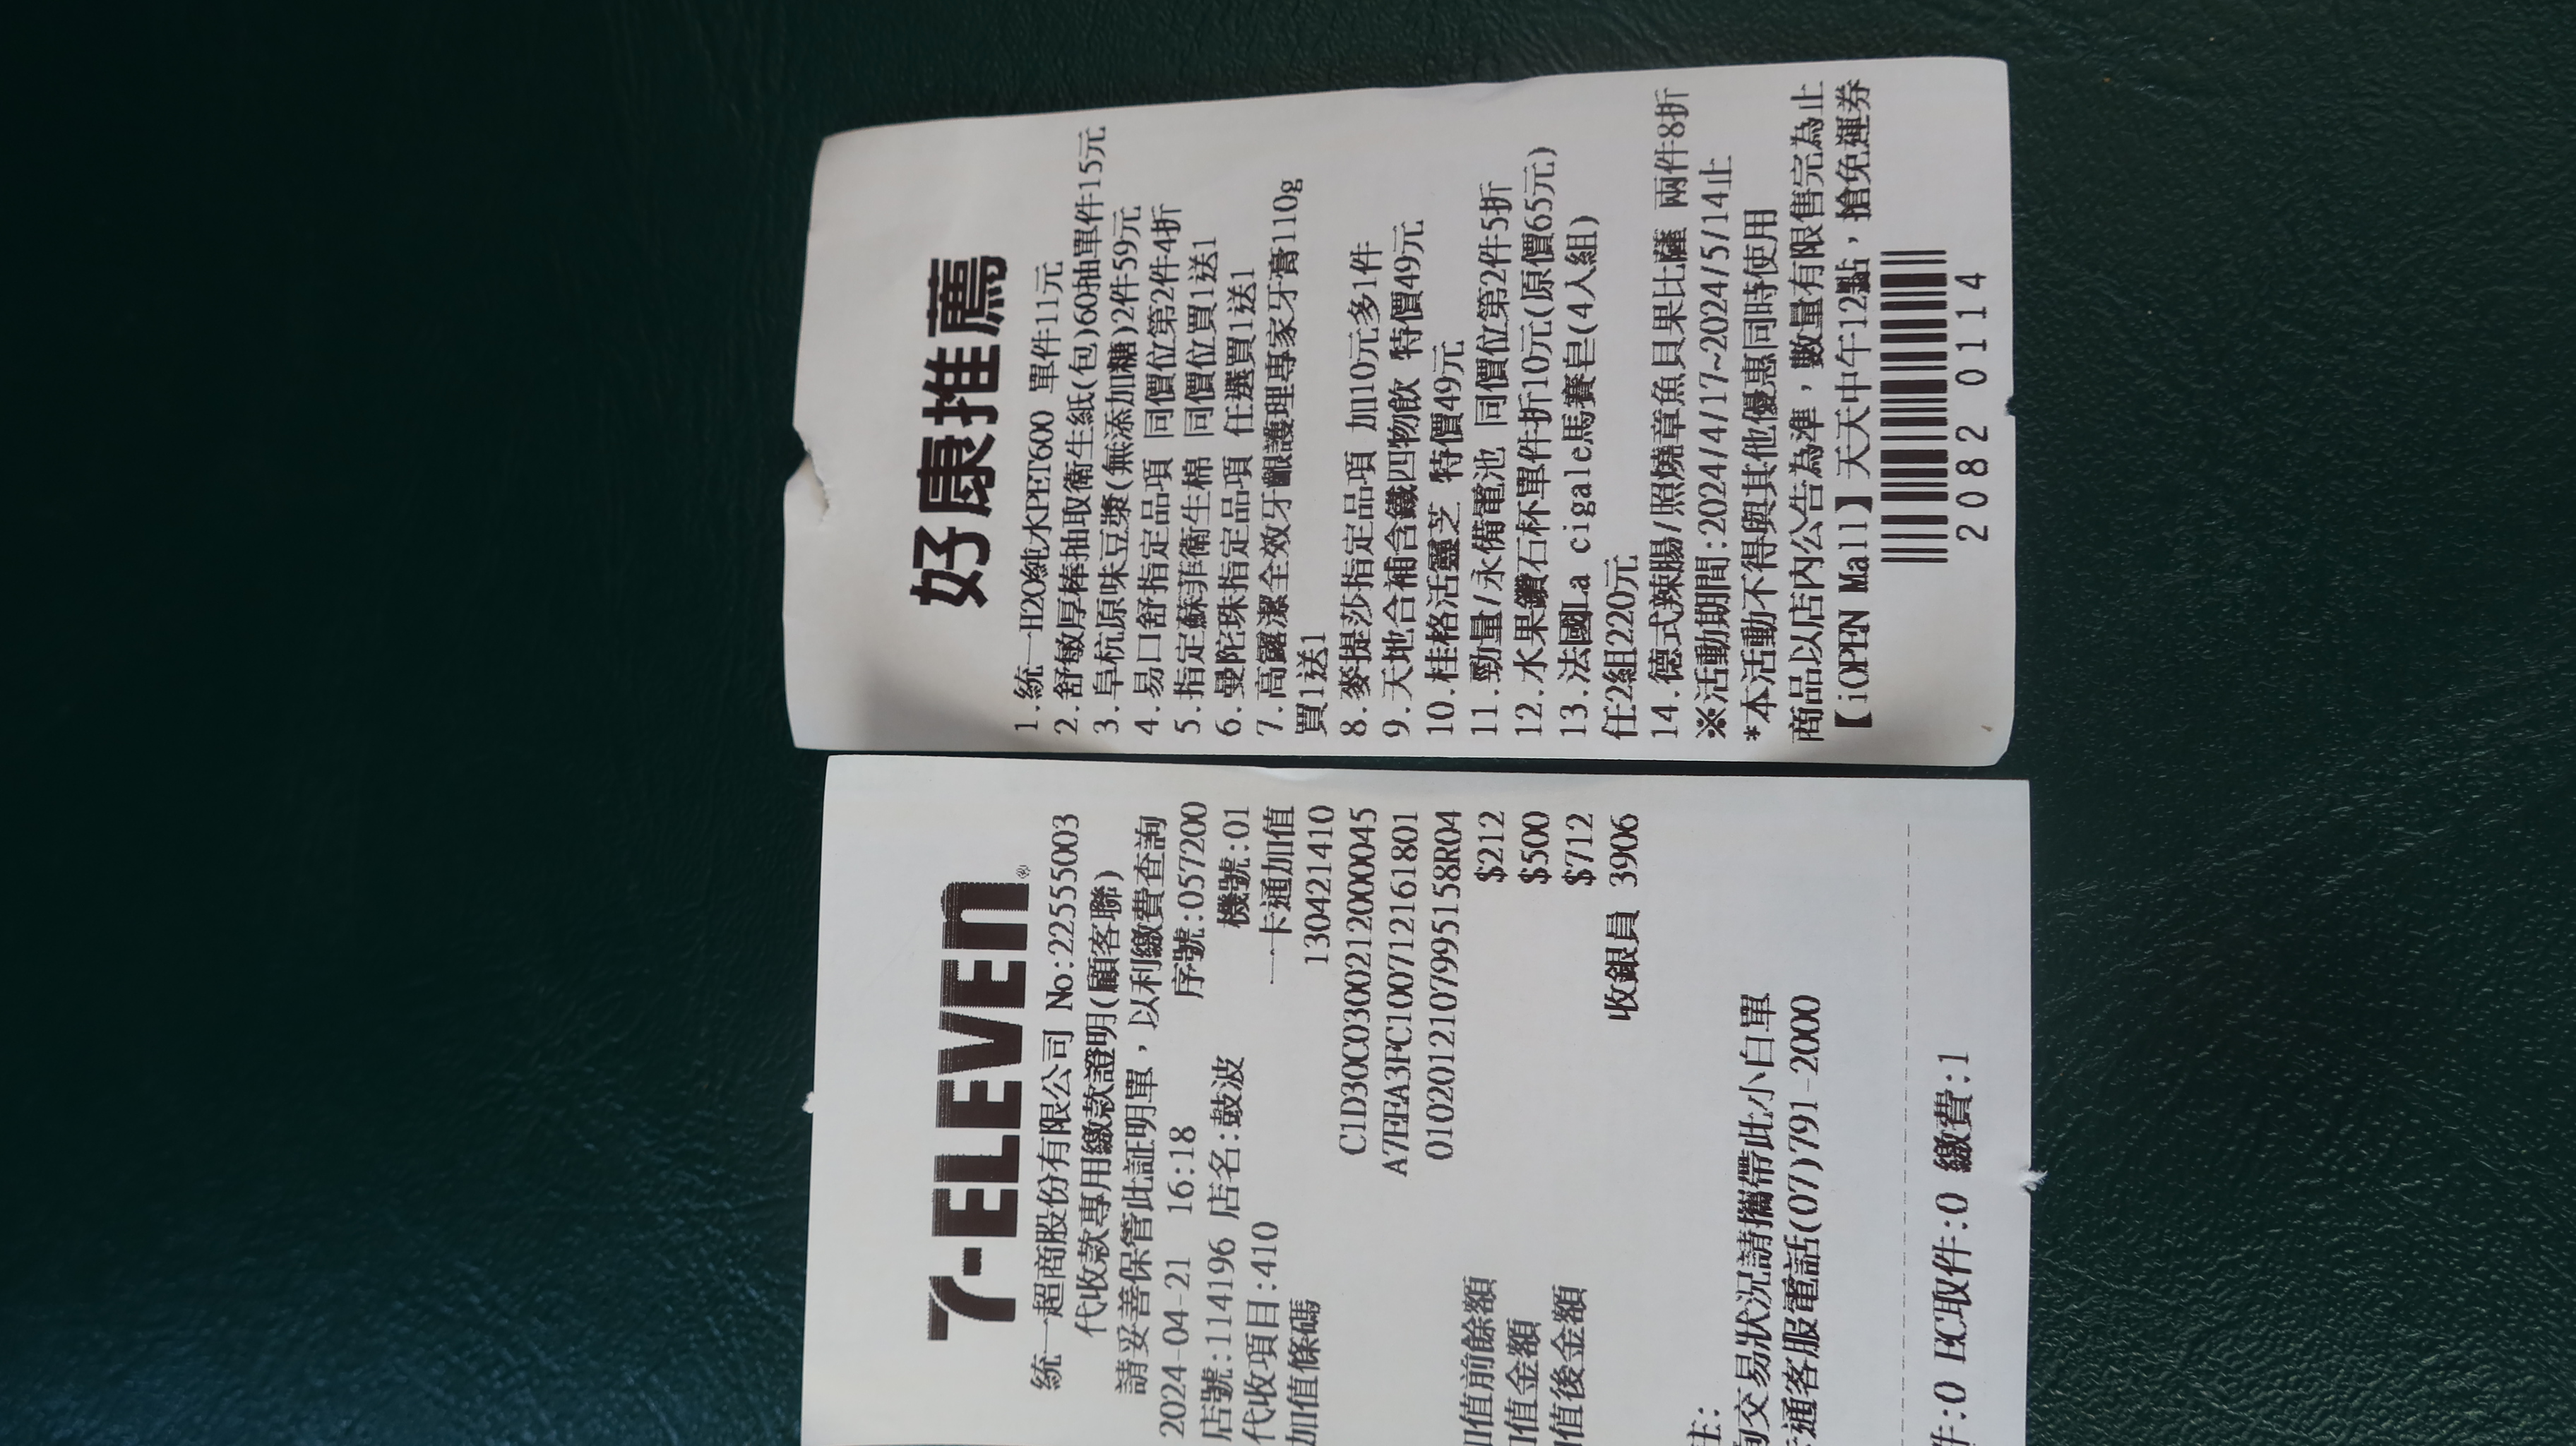 好康推薦
1.統一H2O純水PET600 單件11元
2.舒敏厚棒抽取衛生紙(包)60抽單件15元
3.阜杭原味豆漿(無添加糖)2件59元
4.易口舒指定品項 同價位第2件4折
5.指定蘇菲衛生棉 同價位買1送1
6.曼陀珠指定品項 任選買1送1
7.高露潔全效牙齦護理專家牙膏110g
買1送1
8.麥提莎指定品項 加10元多1件
9.天地合補含鐵四物飲 特價49元
10.桂格活靈芝 特價49元
11.勁量/永備電池 同價位第2件5折
12.水果鑽石杯單件折10元(原價65元)
13.法國La cigale馬賽皂(4人組)
任2組220元
14.德式辣腸/照燒章魚貝果比薩 兩件8折
※活動期間:2024/4/17~2024/5/14止
*本活動不得與其他優惠同時使用
商品以店內公告為準，數量有限售完為止
【iOPEN Mall】天天中午12點，搶免運券
2082 0114
7-ELEVEn®
統一超商股份有限公司 No:22555003
代收款專用繳款證明(顧客聯)
請妥善保管此証明單，以利繳費查詢
2024-04-21 16:18 序號:057200
店號:114196 店名:鼓波 機號:01
代收項目:410 一卡通加值
加值條碼 130421410
C1D30C0300212000045
A7EEA3FC100712161801
01020121079951​58R04
值前餘額 $212
值金額 $500
值後金額 $712
收銀員 3906
交易狀況請攜帶此小白單
通客服電話(07)791-2000
件:0 EC取件:0 繳費:1